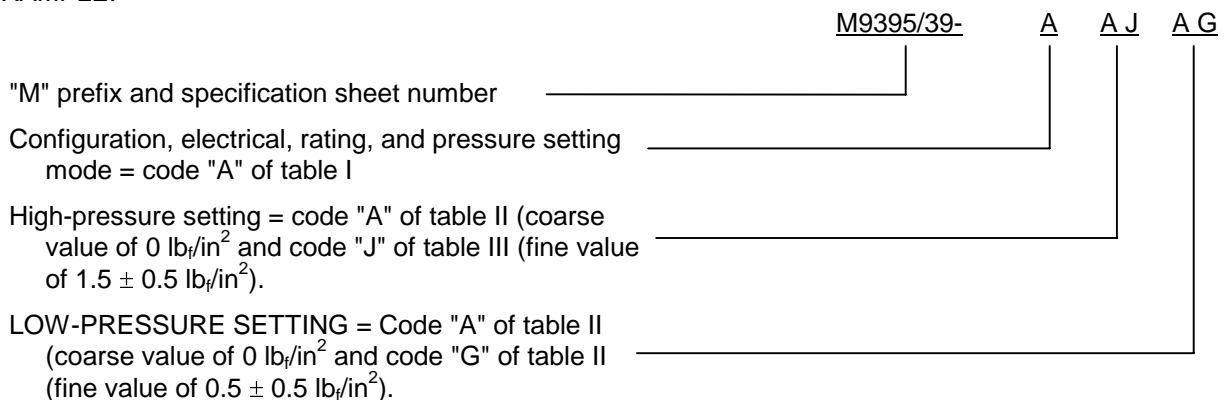 M9395/39- A A J A G
"M" prefix and specification sheet number
Configuration, electrical, rating, and pressure setting
mode = code "A" of table I
High-pressure setting = code "A" of table II (coarse
value of 0 lbf/in2 and code "J" of table III (fine value
of 1.5 ± 0.5 lbf/in2).
LOW-PRESSURE SETTING = Code "A" of table II
(coarse value of 0 lbf/in2 and code "G" of table II
(fine value of 0.5 ± 0.5 lbf/in2).